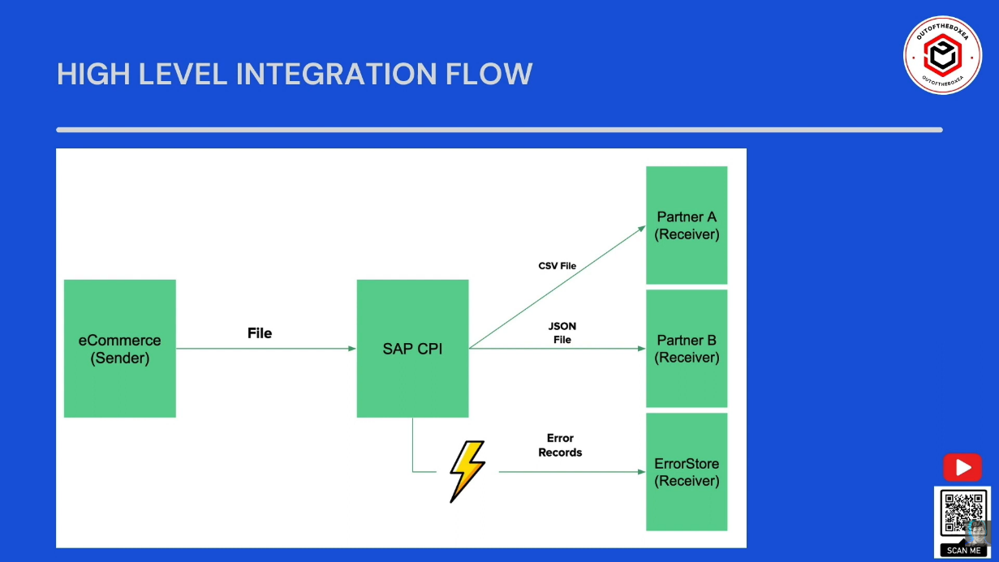 OUTOFTHEBOXEA
HIGH LEVEL INTEGRATION FLOW
OUTOFTHEBOXEA
Partner A
(Receiver)
CSV File
eCommerce
(Sender)
File
SAP CPI
JSON
File
Partner B
(Receiver)
Error
Records
ErrorStore
(Receiver)
SCAN ME